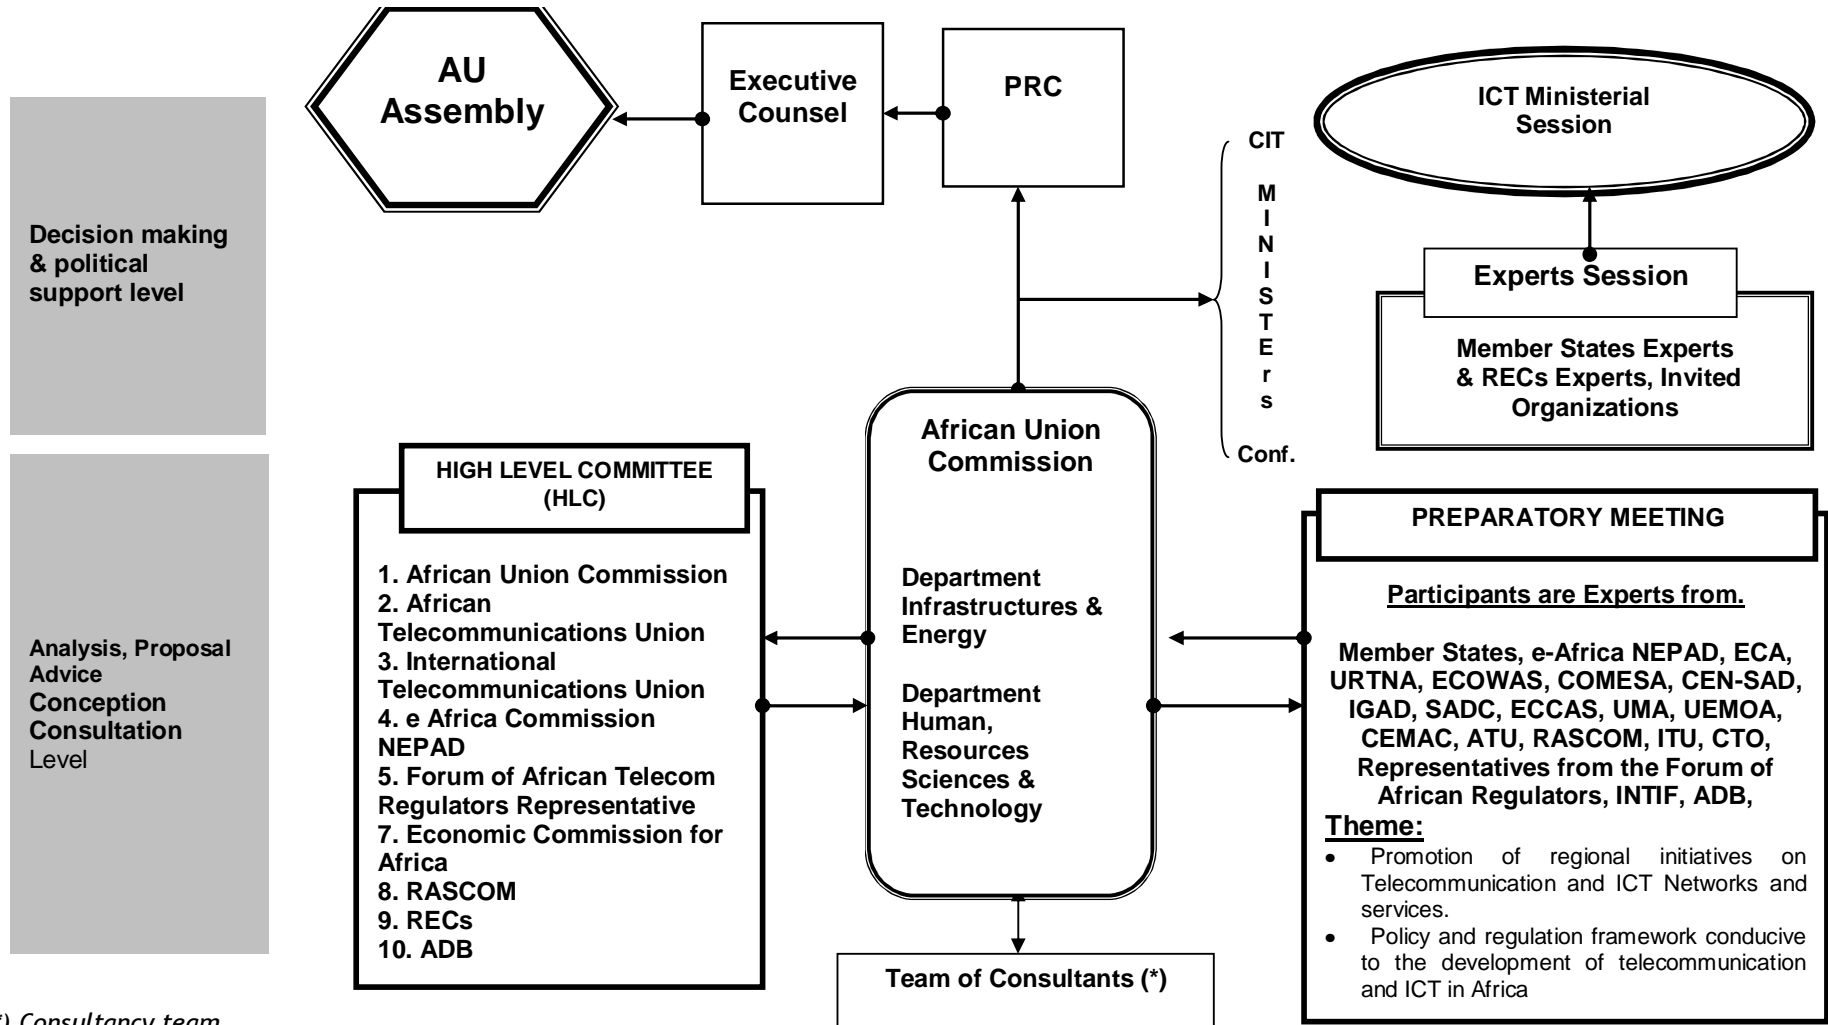 AU
Assembly
Executive
Counsel
PRC
ICT Ministerial
Session
CIT
M
I
N
I
S
T
E
r
s
Conf.
Experts Session
Member States Experts
& RECs Experts, Invited
Organizations
Decision making
& political
support level
Analysis, Proposal
Advice
Conception
Consultation
Level
HIGH LEVEL COMMITTEE
(HLC)
1. African Union Commission
2. African
Telecommunications Union
3. International
Telecommunications Union
4. e Africa Commission
NEPAD
5. Forum of African Telecom
Regulators Representative
7. Economic Commission for
Africa
8. RASCOM
9. RECs
10. ADB
African Union
Commission
Department
Infrastructures &
Energy
Department
Human,
Resources
Sciences &
Technology
PREPARATORY MEETING
Participants are Experts from.
Member States, e-Africa NEPAD, ECA,
URTNA, ECOWAS, COMESA, CEN-SAD,
IGAD, SADC, ECCAS, UMA, UEMOA,
CEMAC, ATU, RASCOM, ITU, CTO,
Representatives from the Forum of
African Regulators, INTIF, ADB,
Theme:
• Promotion of regional initiatives on
Telecommunication and ICT Networks and
services.
• Policy and regulation framework conducive
to the development of telecommunication
and ICT in Africa
Team of Consultants (*)
*) Consultancy team